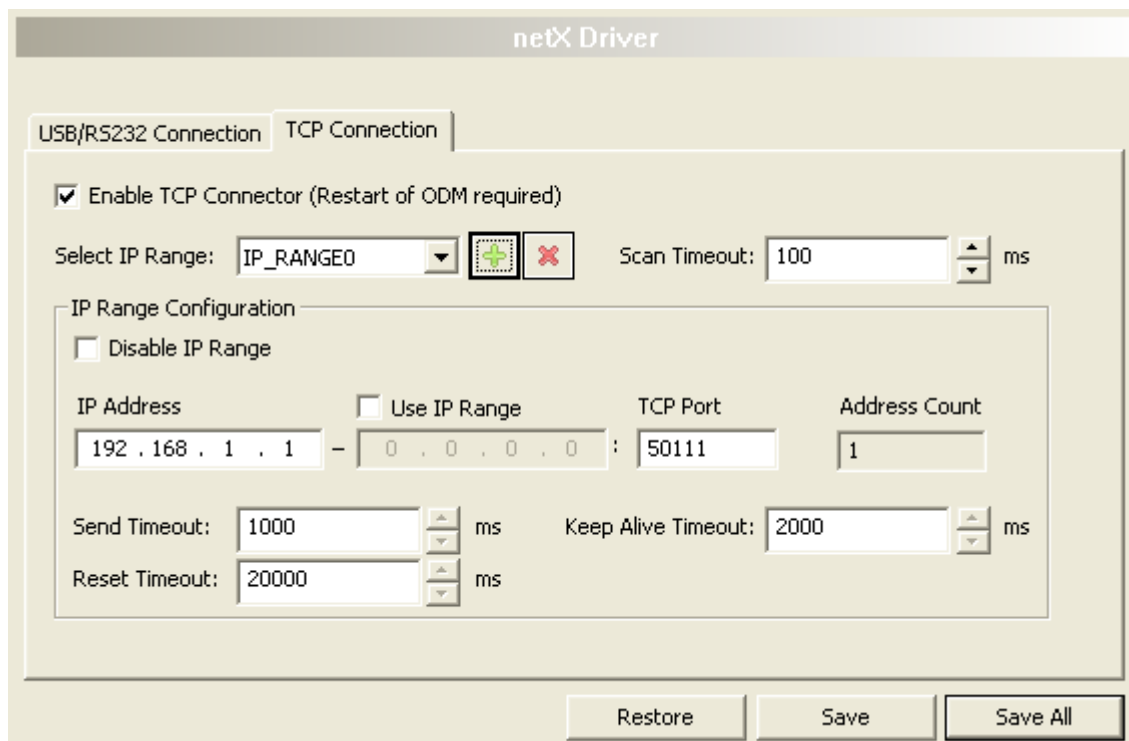 netX Driver
USB/RS232 Connection TCP Connection
Enable TCP Connector (Restart of ODM required)
Select IP Range: IP_RANGE0 Scan Timeout: 100 ms
IP Range Configuration
Disable IP Range
IP Address Use IP Range TCP Port Address Count
192 . 168 . 1 . 1 – 0 . 0 . 0 . 0 : 50111 1
Send Timeout: 1000 ms Keep Alive Timeout: 2000 ms
Reset Timeout: 20000 ms
Restore Save Save All